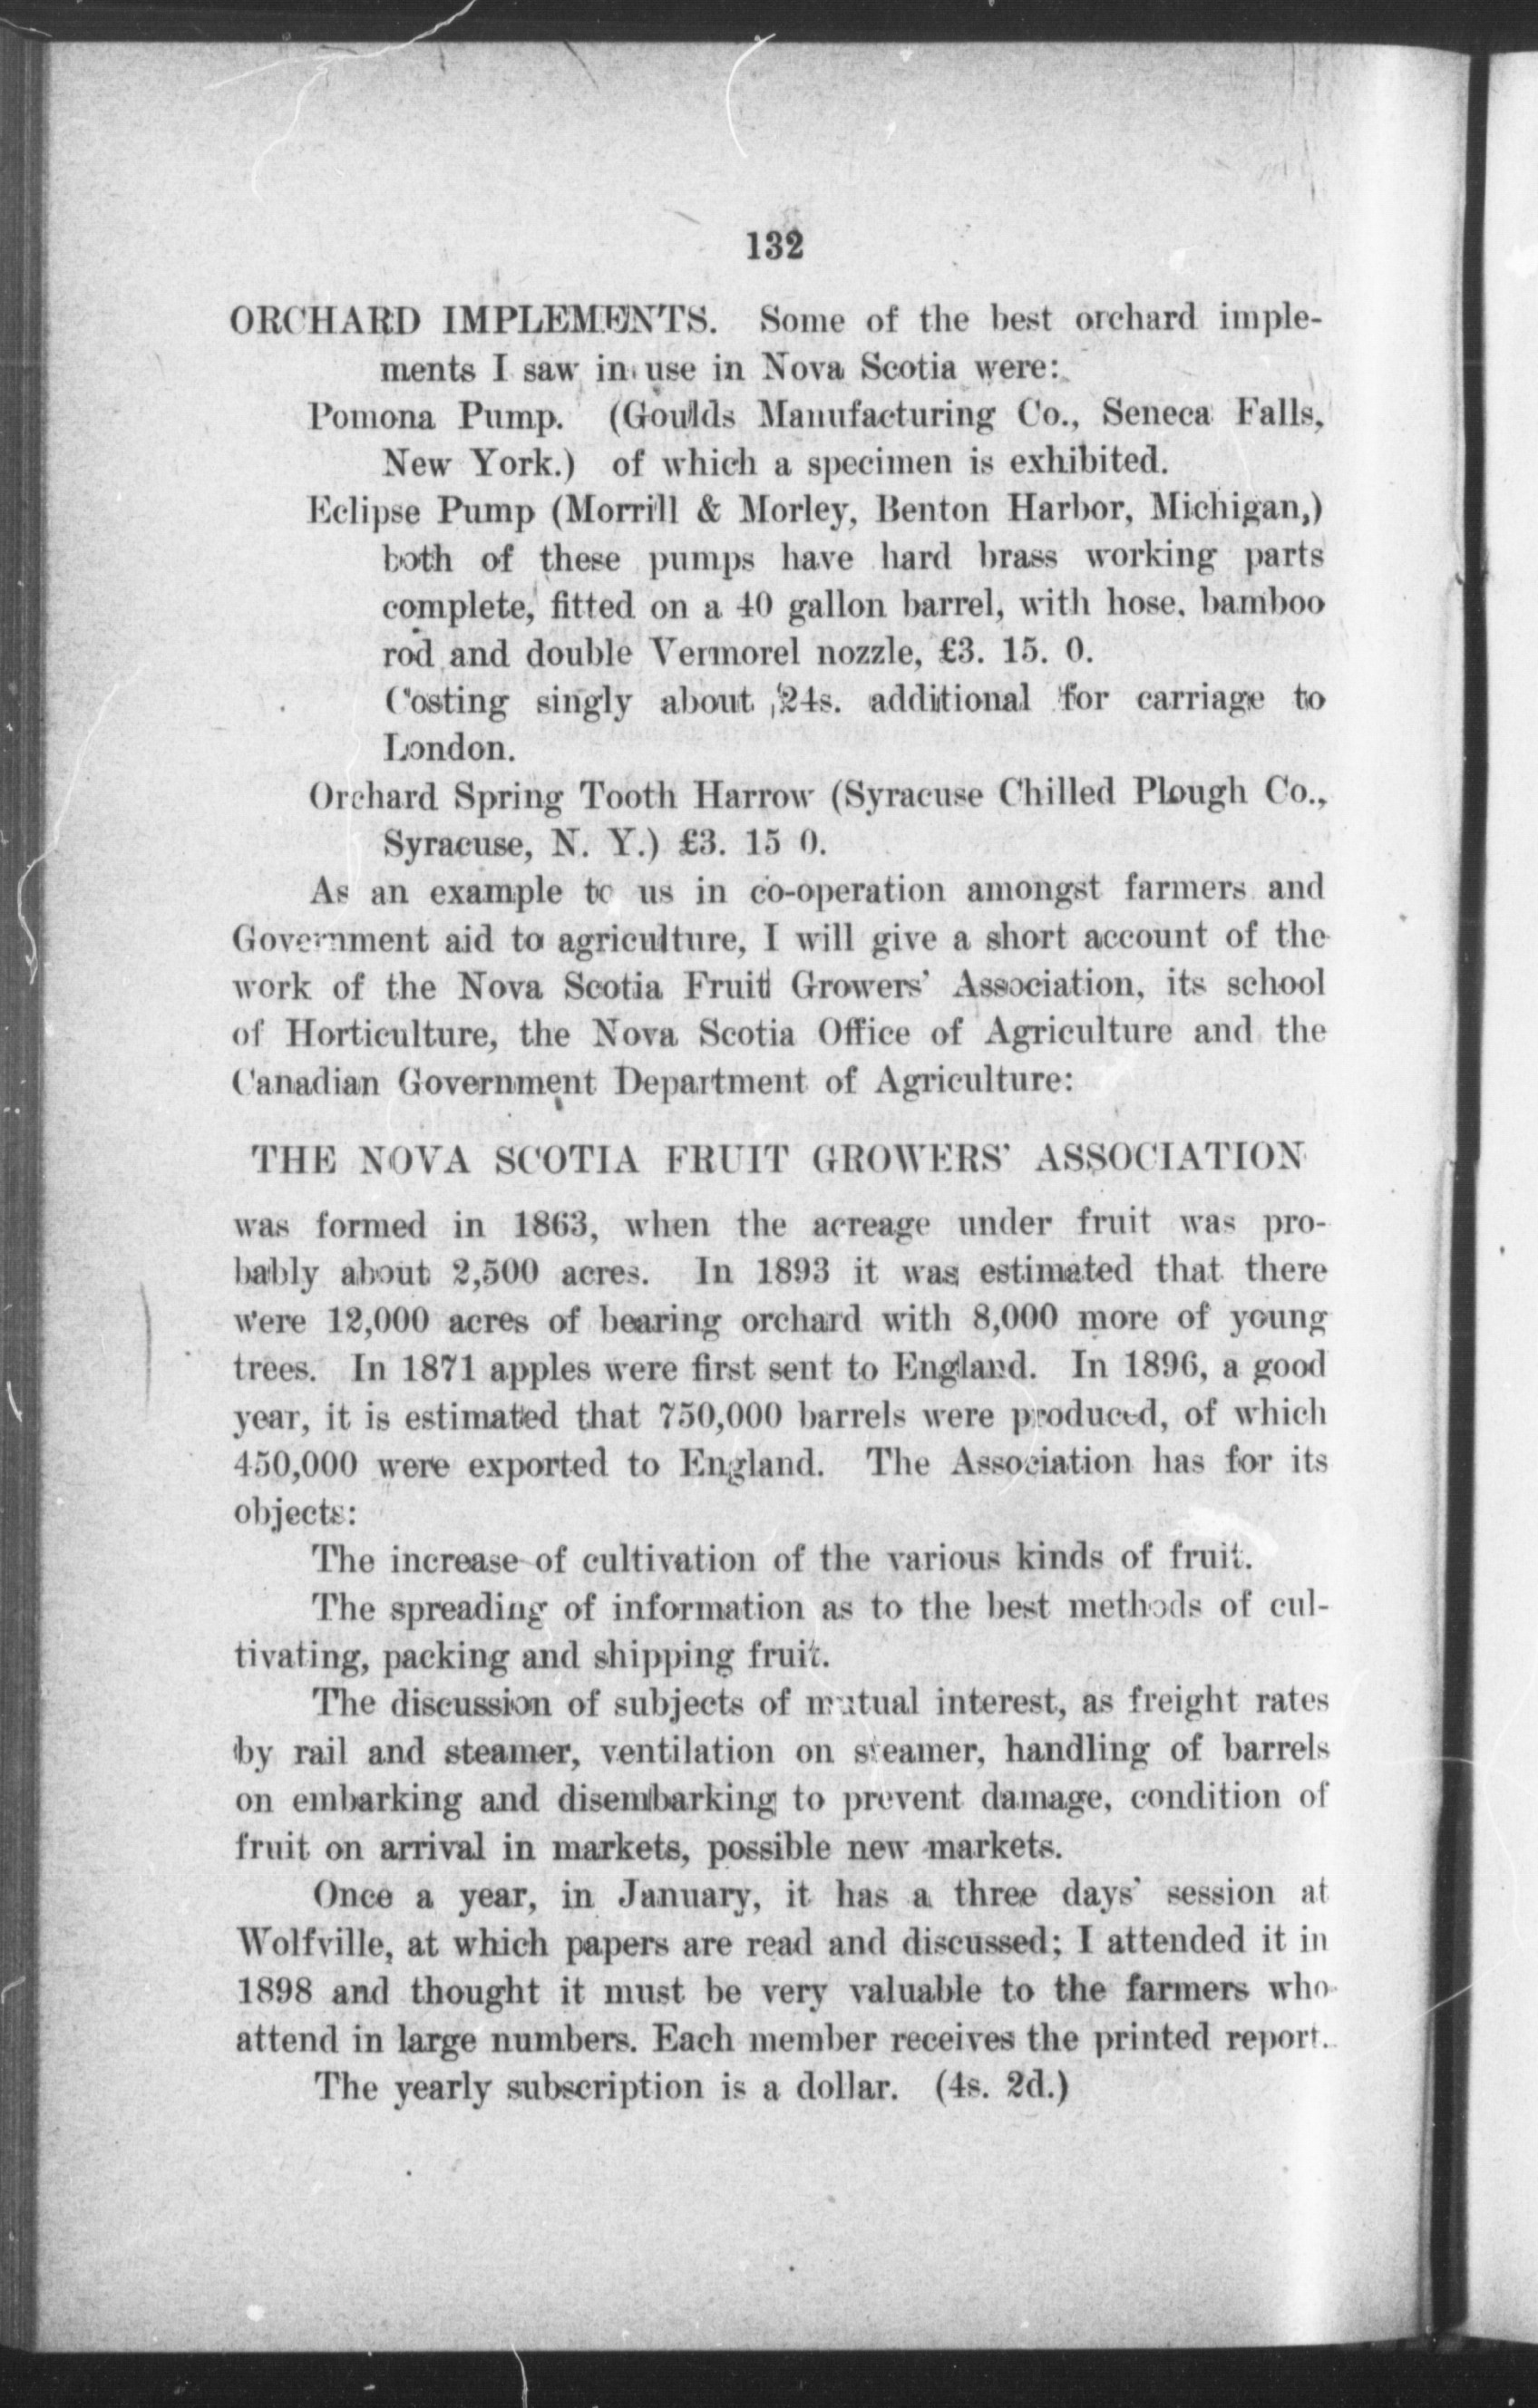 132
ORCHARD IMPLEMENTS. Some of the best orchard imple-
ments I saw in use in Nova Scotia were:
Pomona Pump. (Goulds Manufacturing Co., Seneca Falls,
New York.) of which a specimen is exhibited.
Eclipse Pump (Morrill & Morley, Benton Harbor, Michigan,)
both of these pumps have hard brass working parts
complete, fitted on a 40 gallon barrel, with hose, bamboo
rod and double Vermorel nozzle, £3. 15. 0.
Costing singly about 24s. additional for carriage to
London.
Orchard Spring Tooth Harrow (Syracuse Chilled Plough Co.,
Syracuse, N. Y.) £3. 15 0.
As an example to us in co-operation amongst farmers and
Government aid to agriculture, I will give a short account of the
work of the Nova Scotia Fruit Growers' Association, its school
of Horticulture, the Nova Scotia Office of Agriculture and the
Canadian Government Department of Agriculture:
THE NOVA SCOTIA FRUIT GROWERS' ASSOCIATION
was formed in 1863, when the acreage under fruit was pro-
bably about 2,500 acres. In 1893 it was estimated that there
were 12,000 acres of bearing orchard with 8,000 more of young
trees. In 1871 apples were first sent to England. In 1896, a good
year, it is estimated that 750,000 barrels were produced, of which
450,000 were exported to England. The Association has for its
objects:
The increase of cultivation of the various kinds of fruit.
The spreading of information as to the best methods of cul-
tivating, packing and shipping fruit.
The discussion of subjects of mutual interest, as freight rates
by rail and steamer, ventilation on steamer, handling of barrels
on embarking and disembarking to prevent damage, condition of
fruit on arrival in markets, possible new markets.
Once a year, in January, it has a three days' session at
Wolfville, at which papers are read and discussed; I attended it in
1898 and thought it must be very valuable to the farmers who
attend in large numbers. Each member receives the printed report.
The yearly subscription is a dollar. (4s. 2d.)